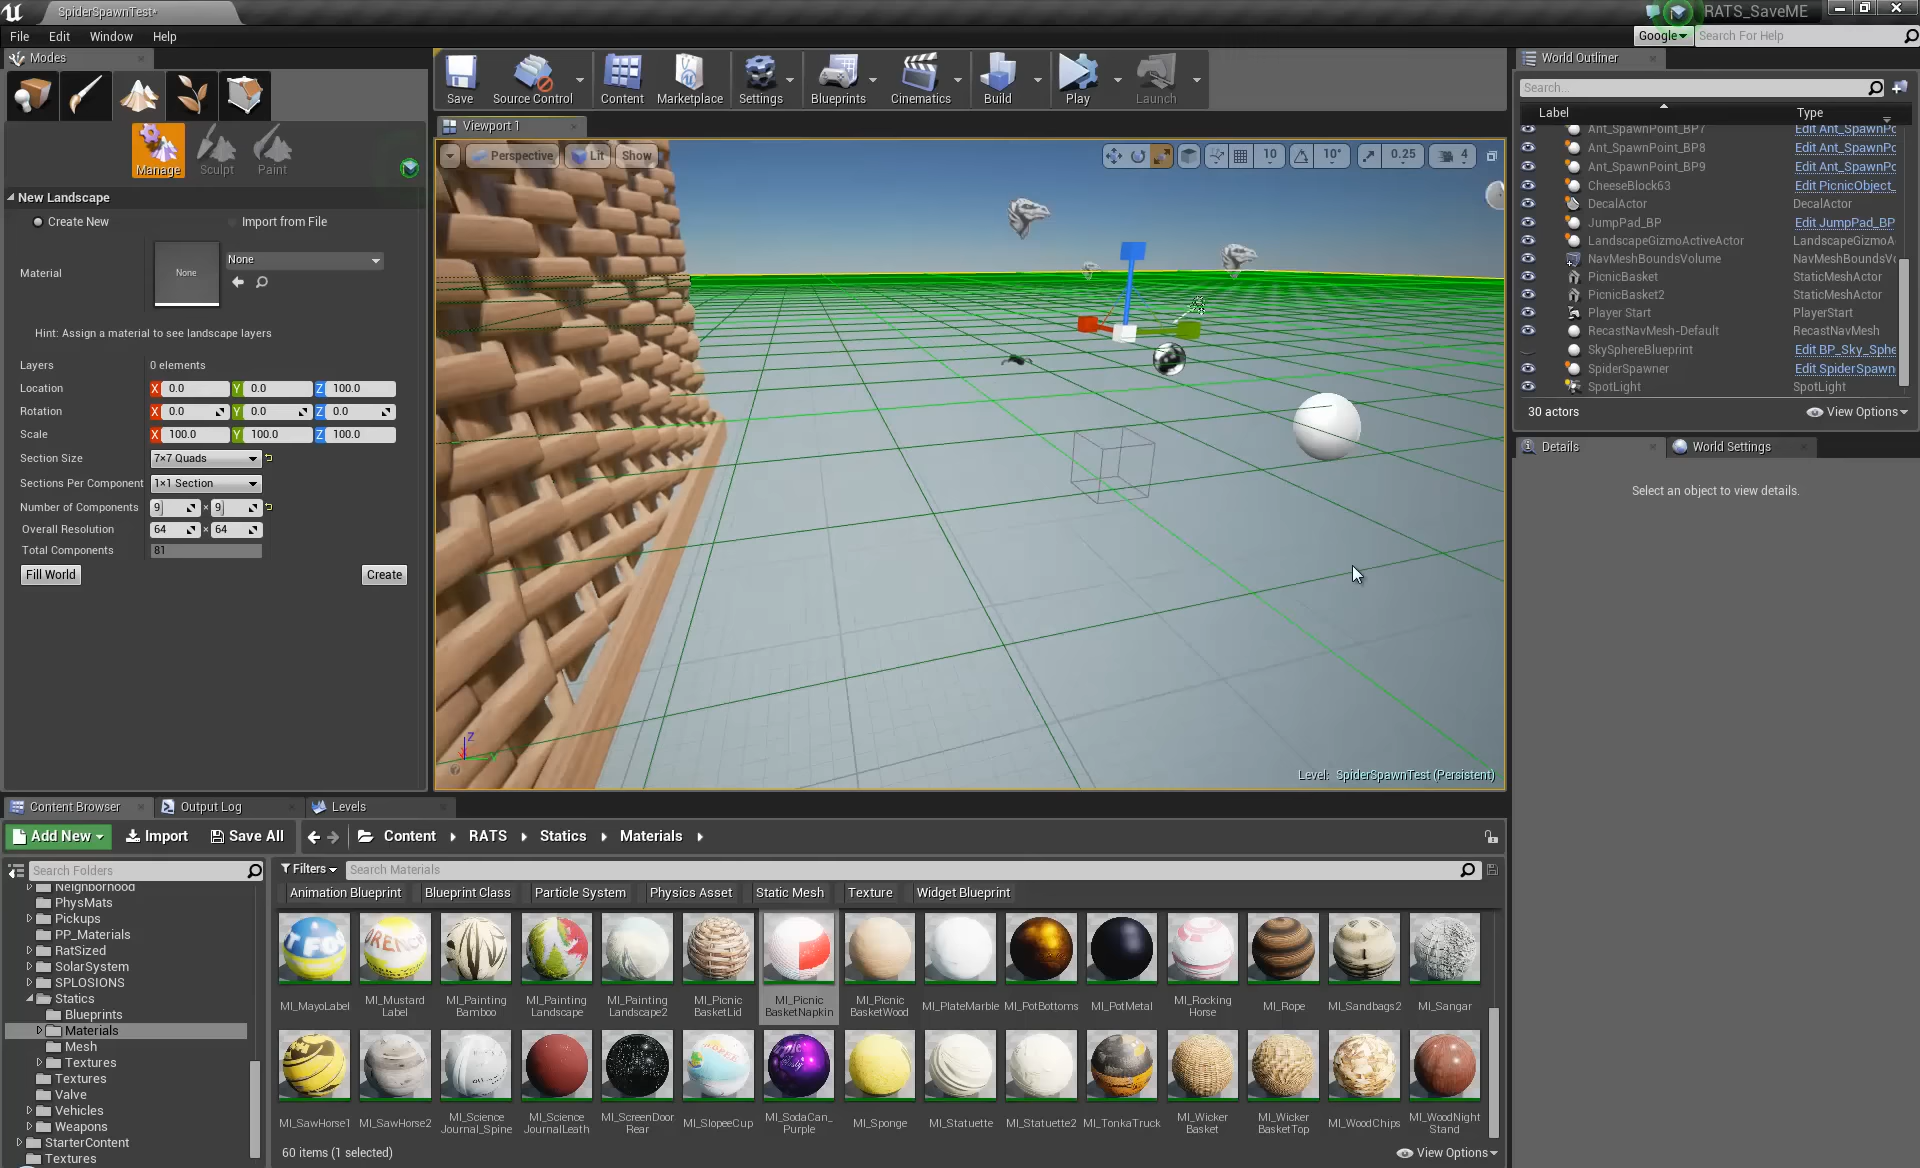 SpiderSpawnTest*
RATS_SaveME
File Edit Window Help
Google
Search For Help
Modes
Save
Source Control
Content
Marketplace
Settings
Blueprints
Cinematics
Build
Play
Launch
Manage
Sculpt
Paint
New Landscape
Create New
Import from File
Material
None
None
Hint: Assign a material to see landscape layers
Layers 0 elements
Location X 0.0 Y 0.0 Z 100.0
Rotation X 0.0 Y 0.0 Z 0.0
Scale X 100.0 Y 100.0 Z 100.0
Section Size 7×7 Quads
Sections Per Component 1×1 Section
Number of Components 9 × 9
Overall Resolution 64 × 64
Total Components 81
Fill World
Create
Viewport 1
Perspective
Lit
Show
10
10°
0.25
4
Z
Level: SpiderSpawnTest (Persistent)
World Outliner
Search...
Label Type
Ant_SpawnPoint_BP7 Edit Ant_SpawnPc
Ant_SpawnPoint_BP8 Edit Ant_SpawnPc
Ant_SpawnPoint_BP9 Edit Ant_SpawnPc
CheeseBlock63 Edit PicnicObject_
DecalActor DecalActor
JumpPad_BP Edit JumpPad_BP
LandscapeGizmoActiveActor LandscapeGizmoA
NavMeshBoundsVolume NavMeshBoundsVo
PicnicBasket StaticMeshActor
PicnicBasket2 StaticMeshActor
Player Start PlayerStart
RecastNavMesh-Default RecastNavMesh
SkySphereBlueprint Edit BP_Sky_Sphe
SpiderSpawner Edit SpiderSpawn
SpotLight SpotLight
30 actors
View Options
Details
World Settings
Select an object to view details.
Content Browser
Output Log
Levels
Add New
Import
Save All
Content RATS Statics Materials
Search Folders
Filters
Search Materials
Neighborhood
PhysMats
Pickups
PP_Materials
RatSized
SolarSystem
SPLOSIONS
Statics
Blueprints
Materials
Mesh
Textures
Textures
Valve
Vehicles
Weapons
StarterContent
Textures
Animation Blueprint
Blueprint Class
Particle System
Physics Asset
Static Mesh
Texture
Widget Blueprint
MI_MayoLabel
MI_Mustard
Label
MI_Painting
Bamboo
MI_Painting
Landscape
MI_Painting
Landscape2
MI_Picnic
BasketLid
MI_Picnic
BasketNapkin
MI_Picnic
BasketWood
MI_PlateMarble
MI_PotBottoms
MI_PotMetal
MI_Rocking
Horse
MI_Rope
MI_Sandbags2
MI_Sangar
MI_SawHorse1
MI_SawHorse2
MI_Science
Journal_Spine
MI_Science
JournalLeath
MI_ScreenDoor
Rear
MI_SlopeeCup
MI_SodaCan_
Purple
MI_Sponge
MI_Statuette
MI_Statuette2
MI_TonkaTruck
MI_Wicker
Basket
MI_Wicker
BasketTop
MI_WoodChips
MI_WoodNight
Stand
60 items (1 selected)
View Options